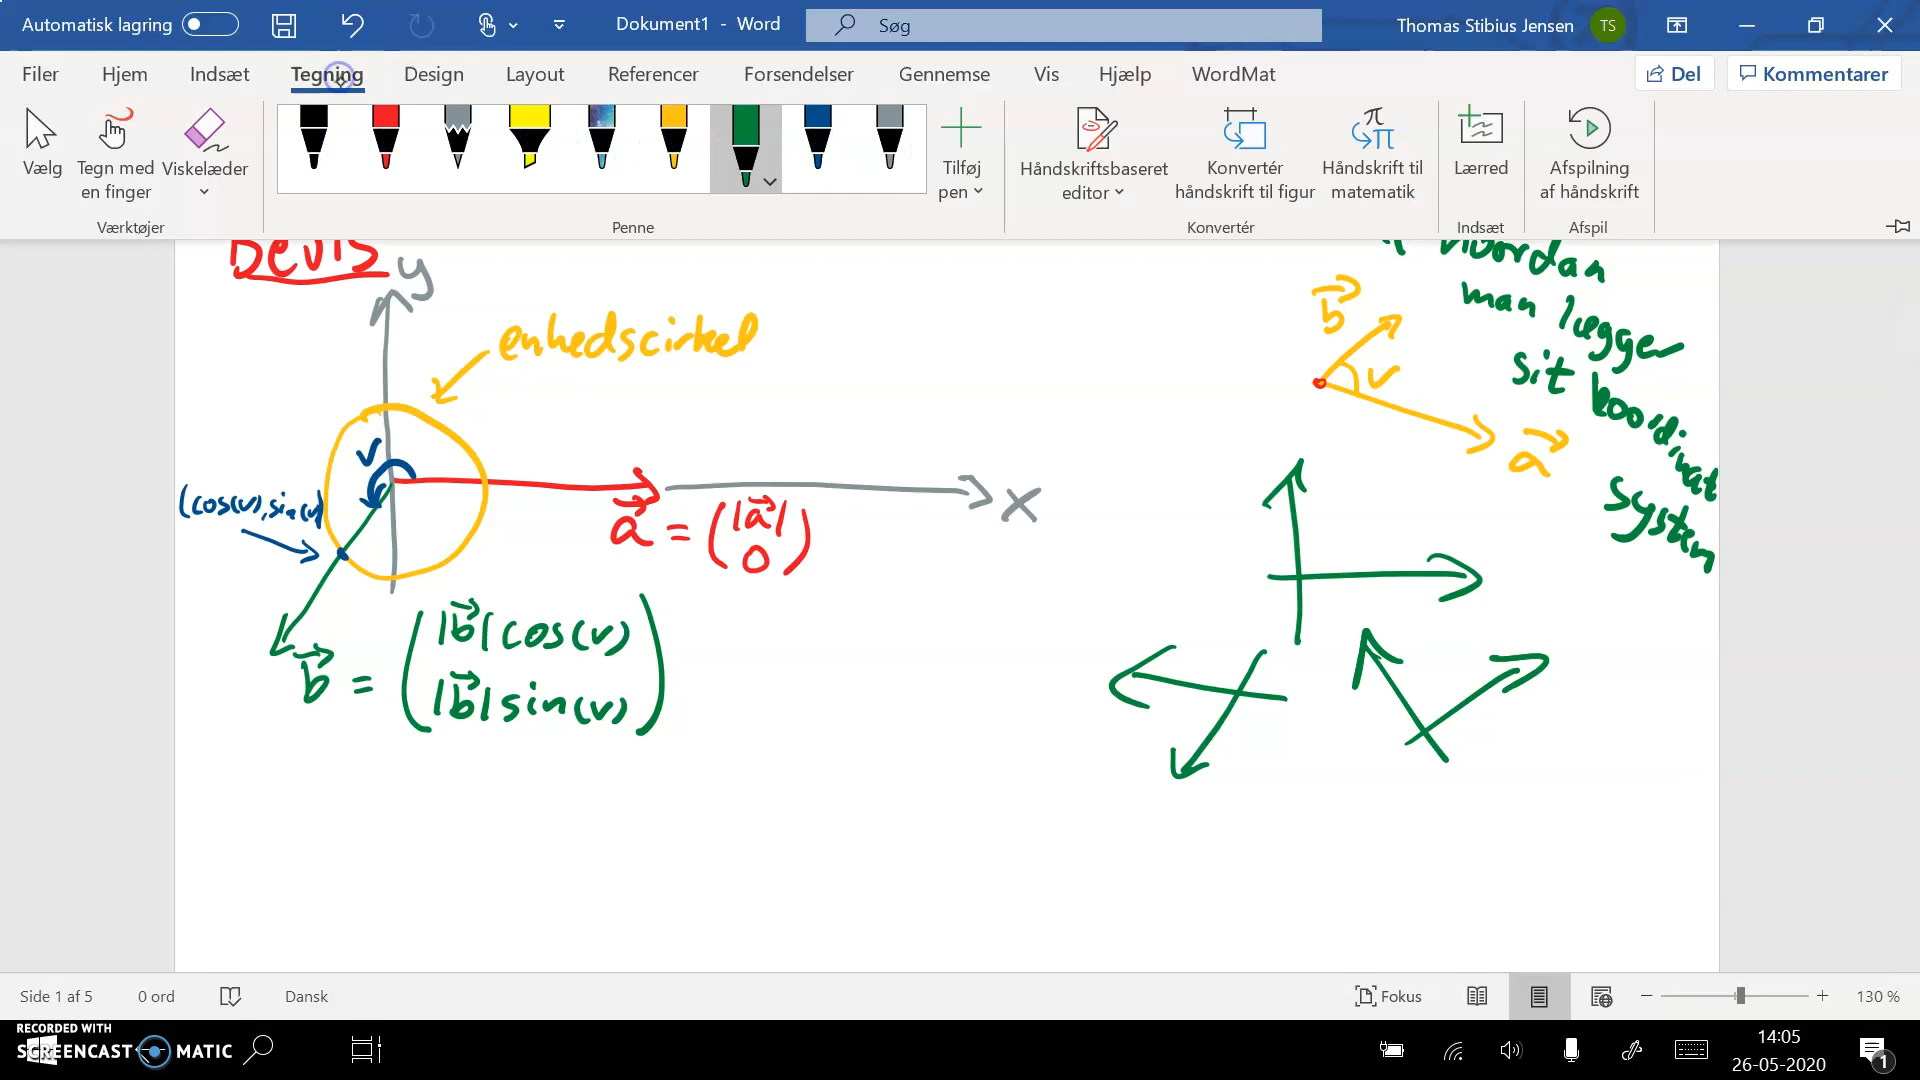 Automatisk lagring
Dokument1 - Word
Søg
Thomas Stibius Jensen
TS
Filer
Hjem
Indsæt
Tegning
Design
Layout
Referencer
Forsendelser
Gennemse
Vis
Hjælp
WordMat
Del
Kommentarer
Vælg
Tegn med
en finger
Viskelæder
Værktøjer
Penne
Tilføj
pen
Håndskriftsbaseret
editor
Konvertér
håndskrift til figur
Håndskrift til
matematik
Konvertér
Lærred
Indsæt
Afspilning
af håndskrift
Afspil
Bevis
y
enhedscirkel
v
(cos(v), sin(v))
a⃗ = (|a⃗| 0)
x
b⃗ = (|b⃗| cos(v) |b⃗| sin(v))
hvordan
man lægger
sit koordinat
system
b⃗
v
a⃗
Side 1 af 5
0 ord
Dansk
Fokus
130 %
RECORDED WITH
SCREENCAST MATIC
14:05
26-05-2020
1